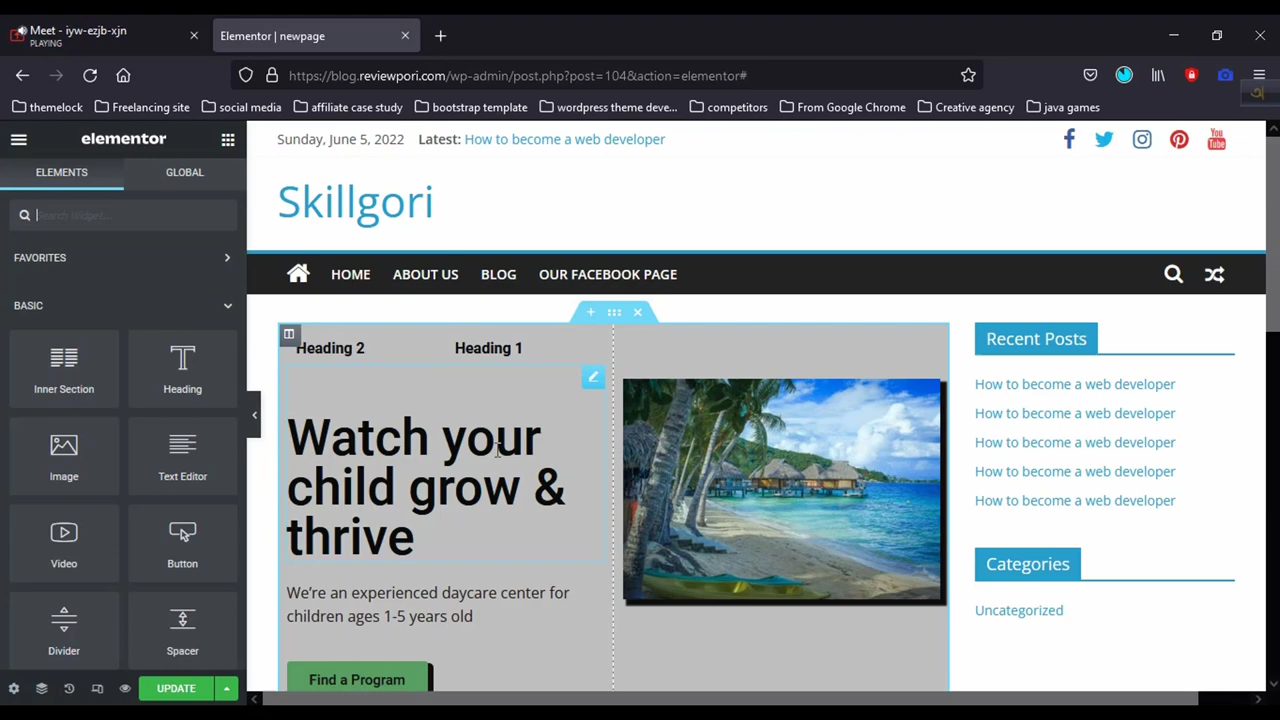 Meet - iyw-ezjb-xjn
PLAYING
Elementor | newpage
https://blog.reviewpori.com/wp-admin/post.php?post=104&action=elementor#
themelock
Freelancing site
social media
affiliate case study
bootstrap template
wordpress theme deve...
competitors
From Google Chrome
Creative agency
java games
অ
elementor
ELEMENTS
GLOBAL
Search Widget...
FAVORITES
BASIC
Inner Section
Heading
Image
Text Editor
Video
Button
Divider
Spacer
UPDATE
Sunday, June 5, 2022
Latest: How to become a web developer
You
Tube
Skillgori
HOME
ABOUT US
BLOG
OUR FACEBOOK PAGE
Heading 2
Heading 1
Watch your
child grow &
thrive
We're an experienced daycare center for
children ages 1-5 years old
Find a Program
Recent Posts
How to become a web developer
How to become a web developer
How to become a web developer
How to become a web developer
How to become a web developer
Categories
Uncategorized